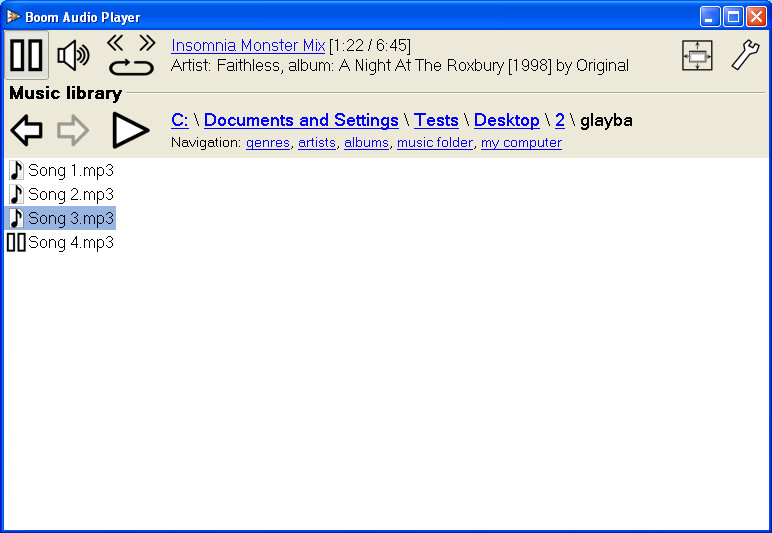 Boom Audio Player
Insomnia Monster Mix [1:22 / 6:45]
Artist: Faithless, album: A Night At The Roxbury [1998] by Original
Music library
C: \ Documents and Settings \ Tests \ Desktop \ 2 \ glayba
Navigation: genres, artists, albums, music folder, my computer
Song 1.mp3
Song 2.mp3
Song 3.mp3
Song 4.mp3